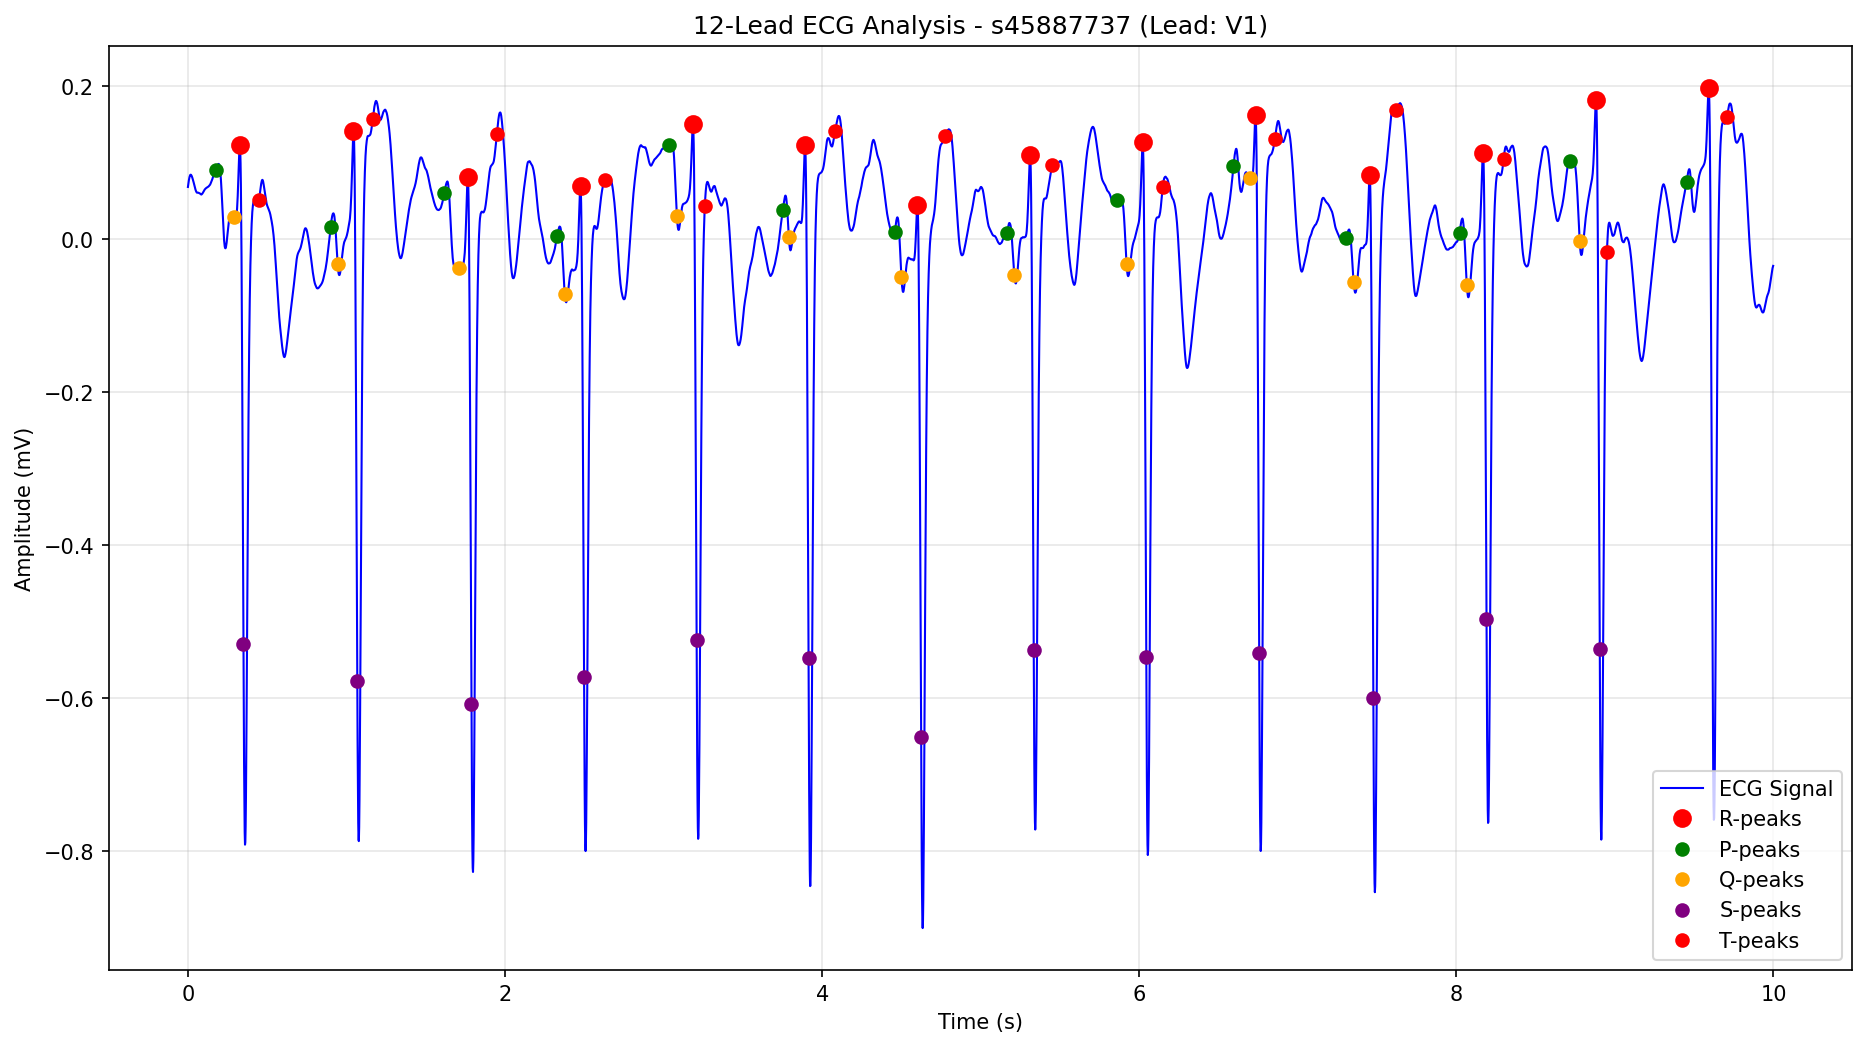 12-Lead ECG Analysis - s45887737 (Lead: V1)
Amplitude (mV)
0.2
0.0
−0.2
−0.4
−0.6
−0.8
ECG Signal
R-peaks
P-peaks
Q-peaks
S-peaks
T-peaks
0 2 4 6 8 10
Time (s)